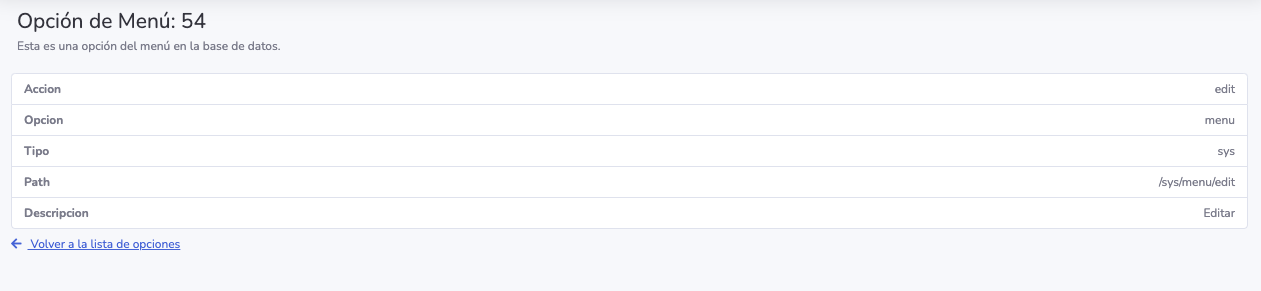 Opción de Menú: 54
Esta es una opción del menú en la base de datos.
Accion edit
Opcion menu
Tipo sys
Path /sys/menu/edit
Descripcion Editar
Volver a la lista de opciones